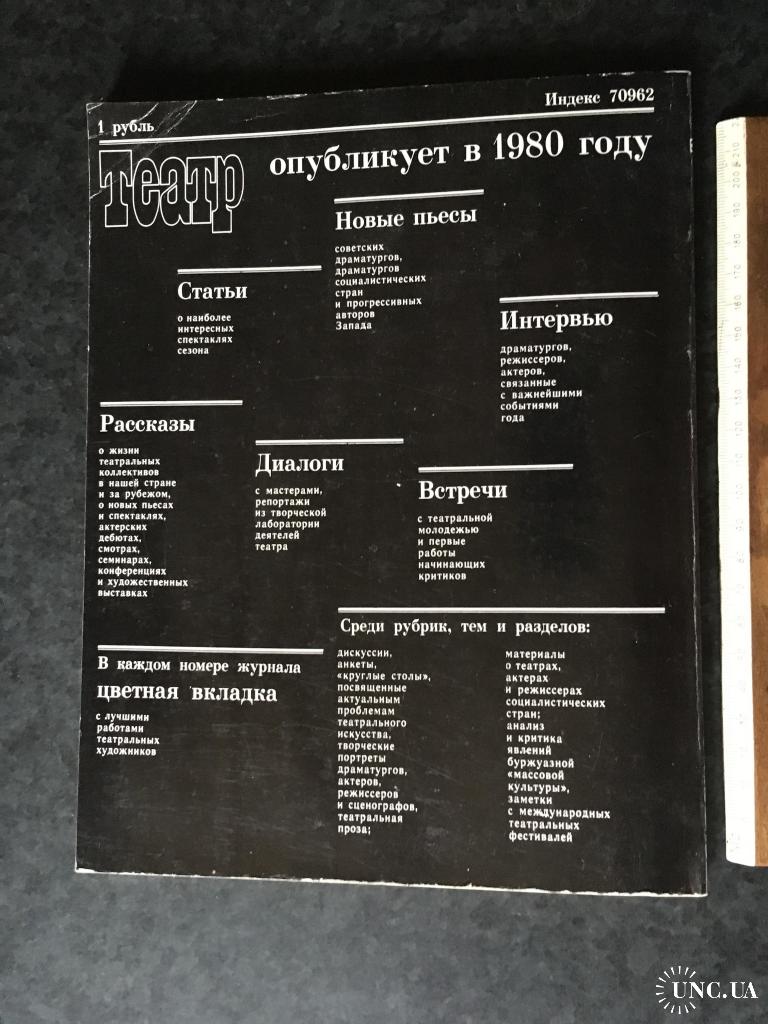 1 рубль
Индекс 70962
Театр
опубликует в 1980 году
Новые пьесы
советских
драматургов,
драматургов
социалистических
стран
и прогрессивных
авторов
Запада
Статьи
о наиболее
интересных
спектаклях
сезона
Интервью
драматургов,
режиссеров,
актеров,
связанные
с важнейшими
событиями
года
Рассказы
о жизни
театральных
коллективов
в нашей стране
и за рубежом,
о новых пьесах
и спектаклях,
актерских
дебютах,
смотрах,
семинарах,
конференциях
и художественных
выставках
Диалоги
с мастерами,
репортажи
из творческой
лаборатории
деятелей
театра
Встречи
с театральной
молодежью
и первые
работы
начинающих
критиков
В каждом номере журнала
цветная вкладка
с лучшими
работами
театральных
художников
Среди рубрик, тем и разделов:
дискуссии,
анкеты,
«круглые столы»,
посвященные
актуальным
проблемам
театрального
искусства,
творческие
портреты
драматургов,
актеров,
режиссеров
и сценографов,
театральная
проза;
материалы
о театрах,
актерах
и режиссерах
социалистических
стран;
анализ
и критика
явлений
буржуазной
«массовой
культуры»,
заметки
с международных
театральных
фестивалей
UNC.UA